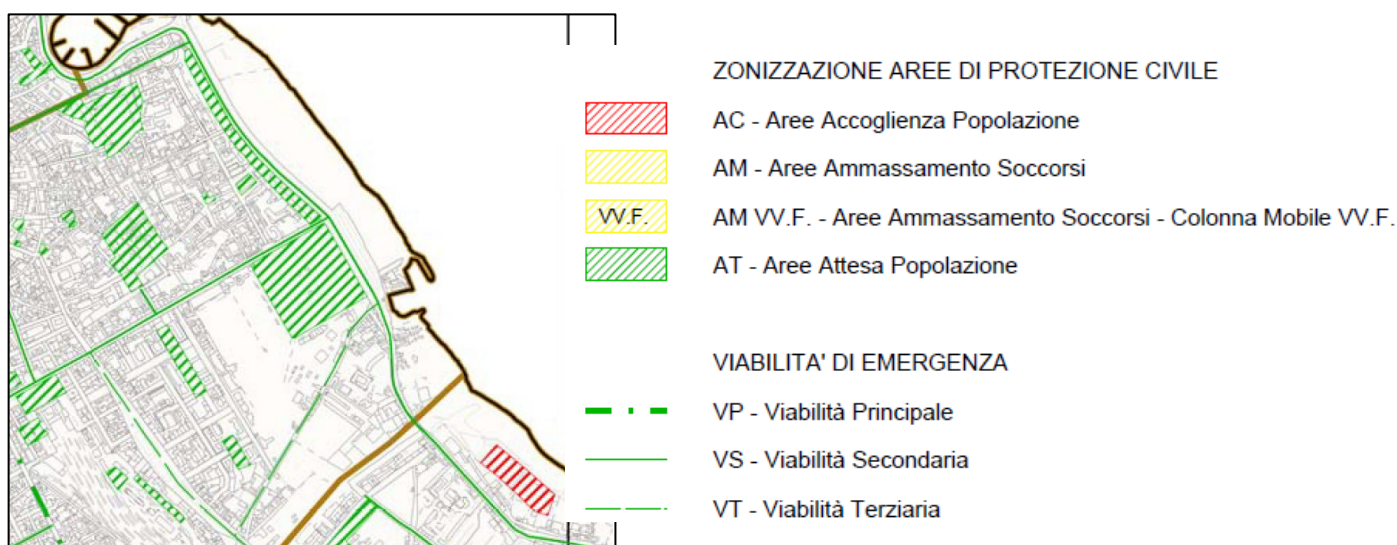 ZONIZZAZIONE AREE DI PROTEZIONE CIVILE
AC - Aree Accoglienza Popolazione
AM - Aree Ammassamento Soccorsi
VV.F. AM VV.F. - Aree Ammassamento Soccorsi - Colonna Mobile VV.F.
AT - Aree Attesa Popolazione
VIABILITA' DI EMERGENZA
VP - Viabilità Principale
VS - Viabilità Secondaria
VT - Viabilità Terziaria